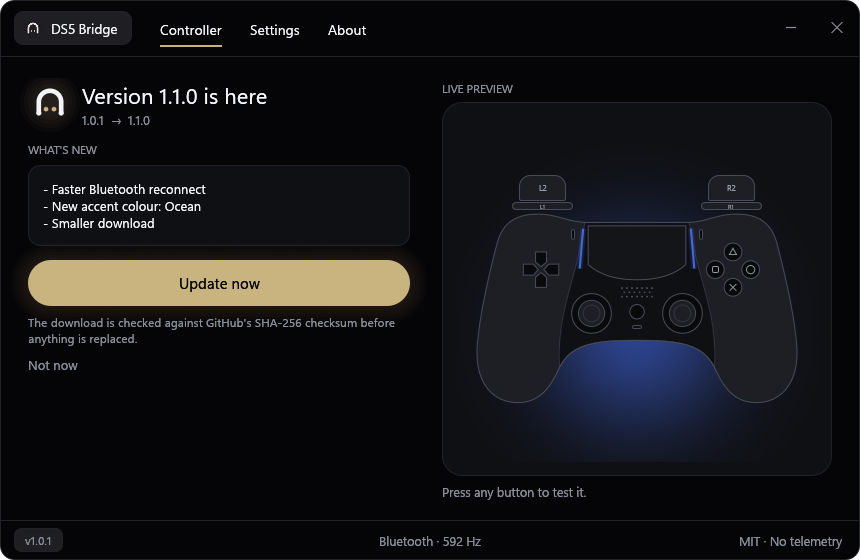 DS5 Bridge
Controller
Settings
About
Version 1.1.0 is here
1.0.1 → 1.1.0
WHAT'S NEW
- Faster Bluetooth reconnect
- New accent colour: Ocean
- Smaller download
Update now
The download is checked against GitHub's SHA-256 checksum before
anything is replaced.
Not now
LIVE PREVIEW
L2
R2
L1
R1
Press any button to test it.
v1.0.1
Bluetooth · 592 Hz
MIT · No telemetry